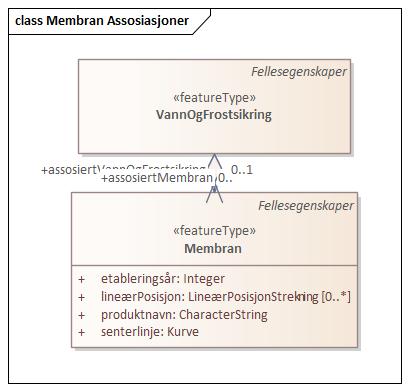 class Membran Assosiasjoner
Fellesegenskaper
«featureType»
VannOgFrostsikring
+assosiertVannOgFrostsikring 0..1
+assosiertMembran 0..
Fellesegenskaper
«featureType»
Membran
+ etableringsår: Integer
+ lineærPosisjon: LineærPosisjonStrekning [0..*]
+ produktnavn: CharacterString
+ senterlinje: Kurve